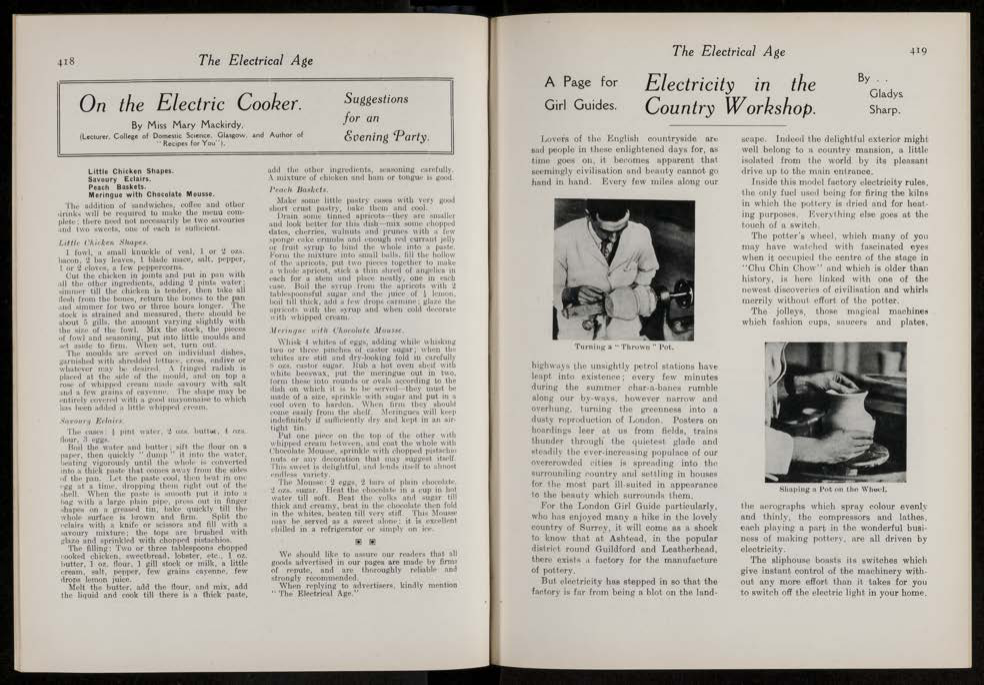 418
The Electrical Age
On the Electric Cooker.
By Miss Mary Mackirdy.
(Lecturer, College of Domestic Science, Glasgow, and Author of
"Recipes for You").
Suggestions
for an
Evening Party.
Little Chicken Shapes.
Savoury Eclairs.
Peach Baskets.
Meringue with Chocolate Mousse.
The addition of sandwiches, coffee and other
drinks will be required to make the menu com-
plete; there need not necessarily be two savouries
and two sweets, one of each is sufficient.
Little Chicken Shapes.
1 fowl, a small knuckle of veal, 1 or 2 ozs.
bacon, 2 bay leaves, 1 blade mace, salt, pepper,
1 or 2 cloves, a few peppercorns.
Cut the chicken in joints and put in pan with
all the other ingredients, adding 2 pints water;
simmer till the chicken is tender, then take all
flesh from the bones, return the bones to the pan
and simmer for two or three hours longer. The
stock is strained and measured, there should be
about 5 gills, the amount varying slightly with
the size of the fowl. Mix the stock, the pieces
of fowl and seasoning, put into little moulds and
set aside to firm. When set, turn out.
The moulds are served on individual dishes,
garnished with shredded lettuce, cress, endive or
whatever may be desired. A fringed radish is
placed at the side of the mould, and on top a
rose of whipped cream made savoury with salt
and a few grains of cayenne. The shape may be
entirely covered with a good mayonnaise to which
has been added a little whipped cream.
Savoury Eclairs.
The cases: ½ pint water, 2 ozs. butter, 4 ozs.
flour, 3 eggs.
Boil the water and butter; sift the flour on a
paper, then quickly "dump" it into the water,
beating vigorously until the whole is converted
into a thick paste that comes away from the sides
of the pan. Let the paste cool, then beat in one
egg at a time, dropping them right out of the
shell. When the paste is smooth put it into a
bag with a large plain pipe, press out in finger
shapes on a greased tin, bake quickly till the
whole surface is brown and firm. Split the
eclairs with a knife or scissors and fill with a
savoury mixture; the tops are brushed with
glaze and sprinkled with chopped pistachios.
The filling: Two or three tablespoons chopped
cooked chicken, sweetbread, lobster, etc., 1 oz.
butter, 1 oz. flour, 1 gill stock or milk, a little
cream, salt, pepper, few grains cayenne, few
drops lemon juice.
Melt the butter, add the flour, and mix, add
the liquid and cook till there is a thick paste,
add the other ingredients, seasoning carefully.
A mixture of chicken and ham or tongue is good.
Peach Baskets.
Make some little pastry cases with very good
short crust pastry, bake them and cool.
Drain some tinned apricots—they are smaller
and look better for this dish—mix some chopped
dates, cherries, walnuts and prunes with a few
sponge cake crumbs and enough red currant jelly
or fruit syrup to bind the whole into a paste.
Form the mixture into small balls, fill the hollow
of the apricots, put two pieces together to make
a whole apricot, stick a thin shred of angelica in
each for a stem and place neatly, one in each
case. Boil the syrup from the apricots with 2
tablespoonsful sugar and the juice of ½ lemon,
boil till thick, add a few drops carmine; glaze the
apricots with the syrup and when cold decorate
with whipped cream.
Meringue with Chocolate Mousse.
Whisk 4 whites of eggs, adding while whisking
two or three pinches of castor sugar; when the
whites are stiff and dry-looking fold in carefully
8 ozs. castor sugar. Rub a hot oven shelf with
white beeswax, put the meringue out in two,
form these into rounds or ovals according to the
dish on which it is to be served—they must be
made of a size, sprinkle with sugar and put in a
cool oven to harden. When firm they should
come easily from the shelf. Meringues will keep
indefinitely if sufficiently dry and kept in an air-
tight tin.
Put one piece on the top of the other with
whipped cream between, and coat the whole with
Chocolate Mousse, sprinkle with chopped pistachio
nuts or any decoration that may suggest itself.
This sweet is delightful, and lends itself to almost
endless variety.
The Mousse: 2 eggs, 2 bars of plain chocolate,
2 ozs. sugar. Heat the chocolate in a cup in hot
water till soft. Beat the yolks and sugar till
thick and creamy, beat in the chocolate then fold
in the whites, beaten till very stiff. This Mousse
may be served as a sweet alone; it is excellent
chilled in a refrigerator or simply on ice.
We should like to assure our readers that all
goods advertised in our pages are made by firms
of repute, and are thoroughly reliable and
strongly recommended.
When replying to advertisers, kindly mention
"The Electrical Age."
The Electrical Age
419
A Page for
Girl Guides.
Electricity in the
Country Workshop.
By . .
Gladys
Sharp.
Lovers of the English countryside are
sad people in these enlightened days for, as
time goes on, it becomes apparent that
seemingly civilisation and beauty cannot go
hand in hand. Every few miles along our
Turning a "Thrown" Pot.
highways the unsightly petrol stations have
leapt into existence; every few minutes
during the summer char-a-bancs rumble
along our by-ways, however narrow and
overhung, turning the greenness into a
dusty reproduction of London. Posters on
hoardings leer at us from fields, trains
thunder through the quietest glade and
steadily the ever-increasing populace of our
overcrowded cities is spreading into the
surrounding country and settling in houses
for the most part ill-suited in appearance
to the beauty which surrounds them.
For the London Girl Guide particularly,
who has enjoyed many a hike in the lovely
country of Surrey, it will come as a shock
to know that at Ashtead, in the popular
district round Guildford and Leatherhead,
there exists a factory for the manufacture
of pottery.
But electricity has stepped in so that the
factory is far from being a blot on the land-
scape. Indeed the delightful exterior might
well belong to a country mansion, a little
isolated from the world by its pleasant
drive up to the main entrance.
Inside this model factory electricity rules,
the only fuel used being for firing the kilns
in which the pottery is dried and for heat-
ing purposes. Everything else goes at the
touch of a switch.
The potter's wheel, which many of you
may have watched with fascinated eyes
when it occupied the centre of the stage in
"Chu Chin Chow" and which is older than
history, is here linked with one of the
newest discoveries of civilisation and whirls
merrily without effort of the potter.
The jolleys, those magical machines
which fashion cups, saucers and plates,
Shaping a Pot on the Wheel.
the aerographs which spray colour evenly
and thinly, the compressors and lathes,
each playing a part in the wonderful busi-
ness of making pottery, are all driven by
electricity.
The sliphouse boasts its switches which
give instant control of the machinery with-
out any more effort than it takes for you
to switch off the electric light in your home.